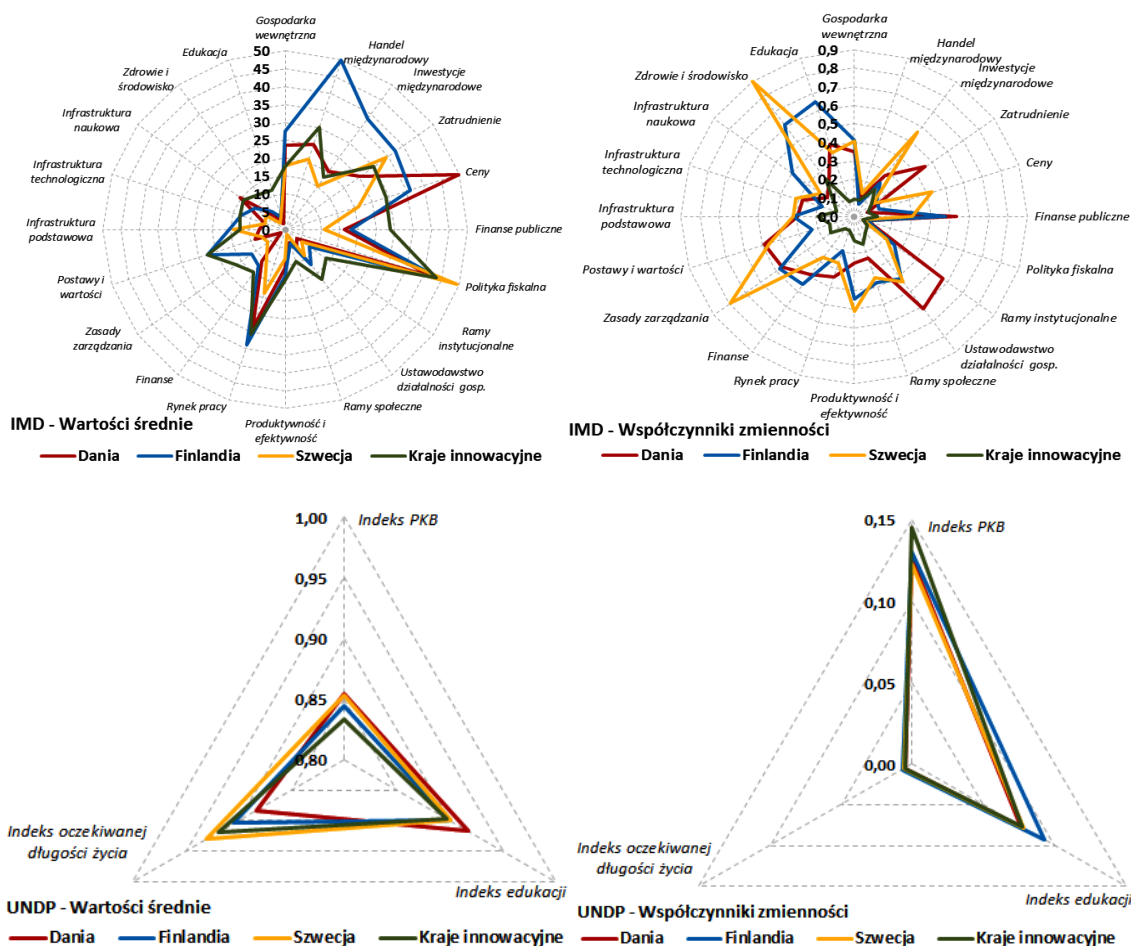 Gospodarka
wewnętrzna
50
45
40
35
30
25
20
15
10
5
0
Handel
międzynarodowy
Inwestycje
międzynarodowe
Zatrudnienie
Ceny
Finanse publiczne
Polityka fiskalna
Ramy
instytucjonalne
Ustawodawstwo
działalności gosp.
Ramy społeczne
Produktywność i
efektywność
Rynek pracy
Finanse
Zasady
zarządzania
Postawy i
wartości
Infrastruktura
podstawowa
Infrastruktura
technologiczna
Infrastruktura
naukowa
Zdrowie i
środowisko
Edukacja
IMD - Wartości średnie
Dania Finlandia Szwecja Kraje innowacyjne
Gospodarka
wewnętrzna
0,9
0,8
0,7
0,6
0,5
0,4
0,3
0,2
0,1
0,0
Handel
międzynarodowy
Inwestycje
międzynarodowe
Zatrudnienie
Ceny
Finanse publiczne
Polityka fiskalna
Ramy instytucjonalne
Ustawodawstwo
działalności gosp.
Ramy społeczne
Produktywność i
efektywność
Rynek pracy
Finanse
Zasady zarządzania
Postawy i wartości
Infrastruktura
podstawowa
Infrastruktura
technologiczna
Infrastruktura
naukowa
Zdrowie i środowisko
Edukacja
IMD - Współczynniki zmienności
Dania Finlandia Szwecja Kraje innowacyjne
1,00
Indeks PKB
0,95
0,90
0,85
0,80
Indeks oczekiwanej
długości życia
Indeks edukacji
UNDP - Wartości średnie
Dania Finlandia Szwecja Kraje innowacyjne
0,15
Indeks PKB
0,10
0,05
0,00
Indeks oczekiwanej
długości życia
Indeks edukacji
UNDP - Współczynniki zmienności
Dania Finlandia Szwecja Kraje innowacyjne